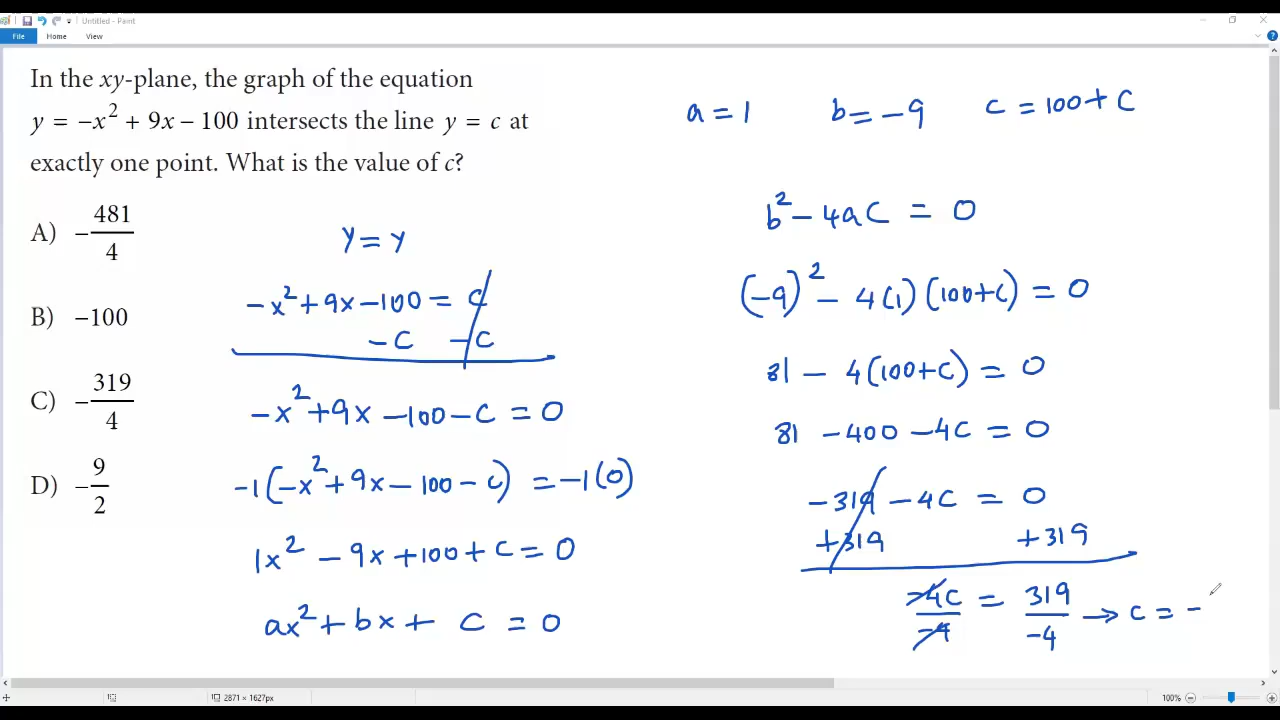 Untitled - Paint
File Home View
In the xy-plane, the graph of the equation
y = −x² + 9x − 100 intersects the line y = c at
exactly one point. What is the value of c?
A) −481/4
B) −100
C) −319/4
D) −9/2
y = y
-x² + 9x - 100 = c
- c - c
-x² + 9x - 100 - c = 0
-1(-x² + 9x - 100 - c) = -1(0)
1x² - 9x + 100 + c = 0
ax² + bx + c = 0
a = 1 b = -9 c = 100 + c
b² - 4ac = 0
(-9)² - 4(1)(100+c) = 0
81 - 4(100+c) = 0
81 - 400 - 4c = 0
-319 - 4c = 0
+319 +319
-4c/-4 = 319/-4 → c = -
2871 × 1627px
100%